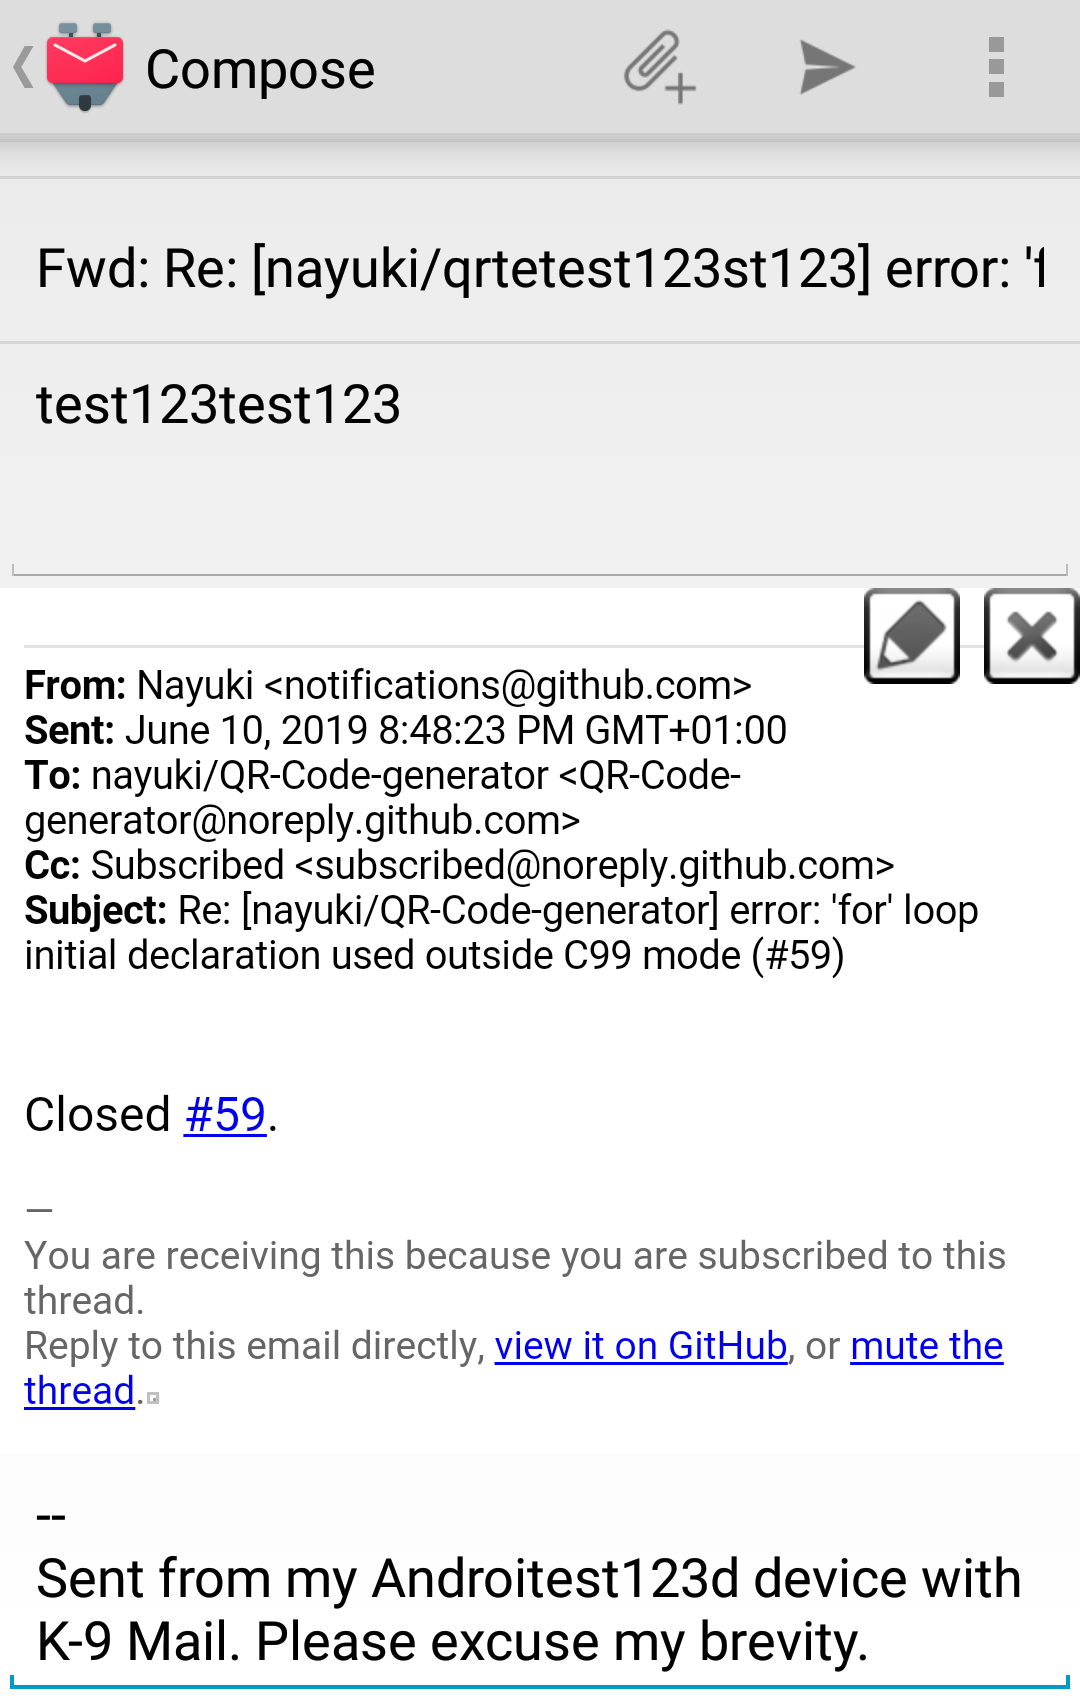 Compose
Fwd: Re: [nayuki/qrtetest123st123] error: 'f
test123test123
From: Nayuki <notifications@github.com>
Sent: June 10, 2019 8:48:23 PM GMT+01:00
To: nayuki/QR-Code-generator <QR-Code-
generator@noreply.github.com>
Cc: Subscribed <subscribed@noreply.github.com>
Subject: Re: [nayuki/QR-Code-generator] error: 'for' loop
initial declaration used outside C99 mode (#59)
Closed #59.
—
You are receiving this because you are subscribed to this
thread.
Reply to this email directly, view it on GitHub, or mute the
thread.
--
Sent from my Androitest123d device with
K-9 Mail. Please excuse my brevity.